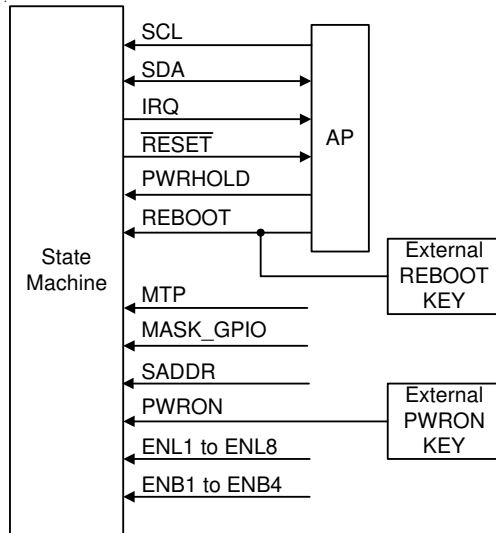 SCL
SDA
IRQ
RESET
PWRHOLD
REBOOT
AP
State
Machine
External
REBOOT
KEY
MTP
MASK_GPIO
SADDR
PWRON
External
PWRON
KEY
ENL1 to ENL8
ENB1 to ENB4